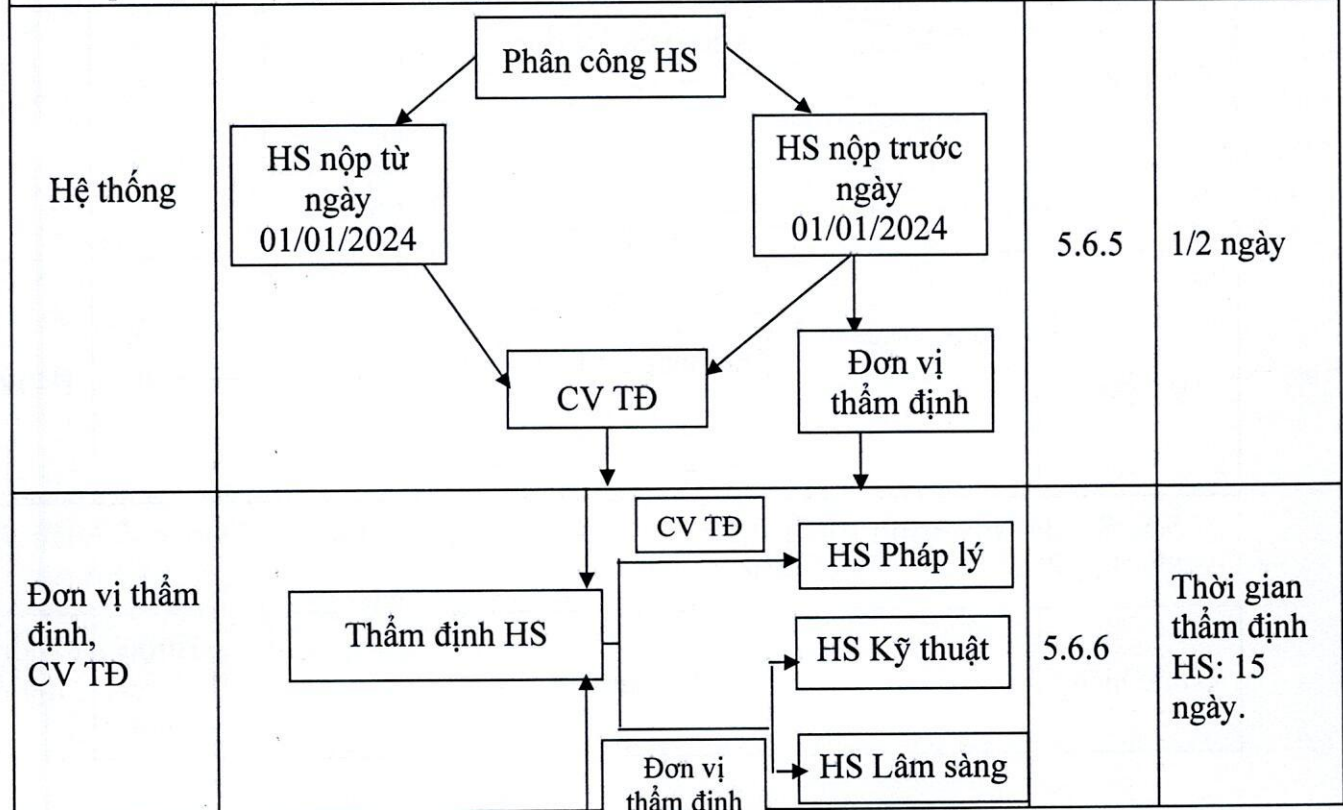 Phân công HS
Hệ thống
HS nộp từ
ngày
01/01/2024
HS nộp trước
ngày
01/01/2024
5.6.5
1/2 ngày
CV TĐ
Đơn vị
thẩm định
Đơn vị thẩm
định,
CV TĐ
Thẩm định HS
CV TĐ
HS Pháp lý
HS Kỹ thuật
HS Lâm sàng
Đơn vị
thẩm định
5.6.6
Thời gian
thẩm định
HS: 15
ngày.